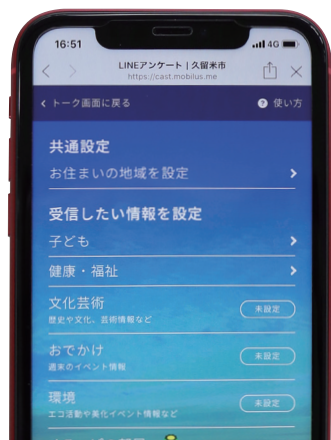 16:51
4G
LINEアンケート | 久留米市
https://cast.mobilus.me
トーク画面に戻る
? 使い方
共通設定
お住まいの地域を設定
受信したい情報を設定
子ども
健康・福祉
文化芸術
未設定
歴史や文化、芸術情報など
おでかけ
未設定
週末のイベント情報
環境
未設定
エコ活動や美化イベント情報など